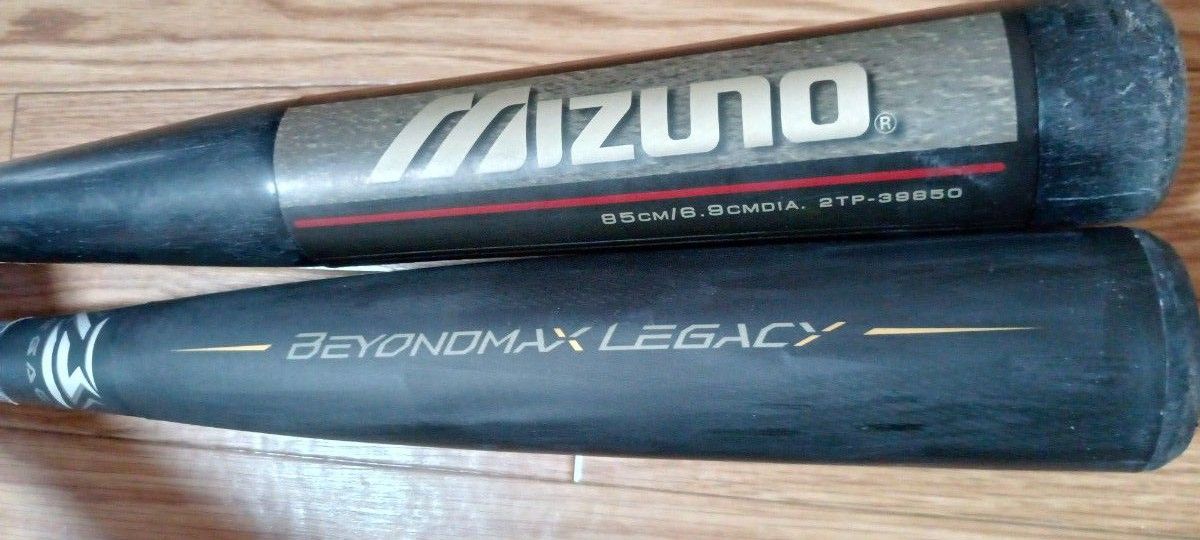 Mizuno®
85CM/6.9CMDIA. 2TP-39850
BEYONDMAX LEGACY